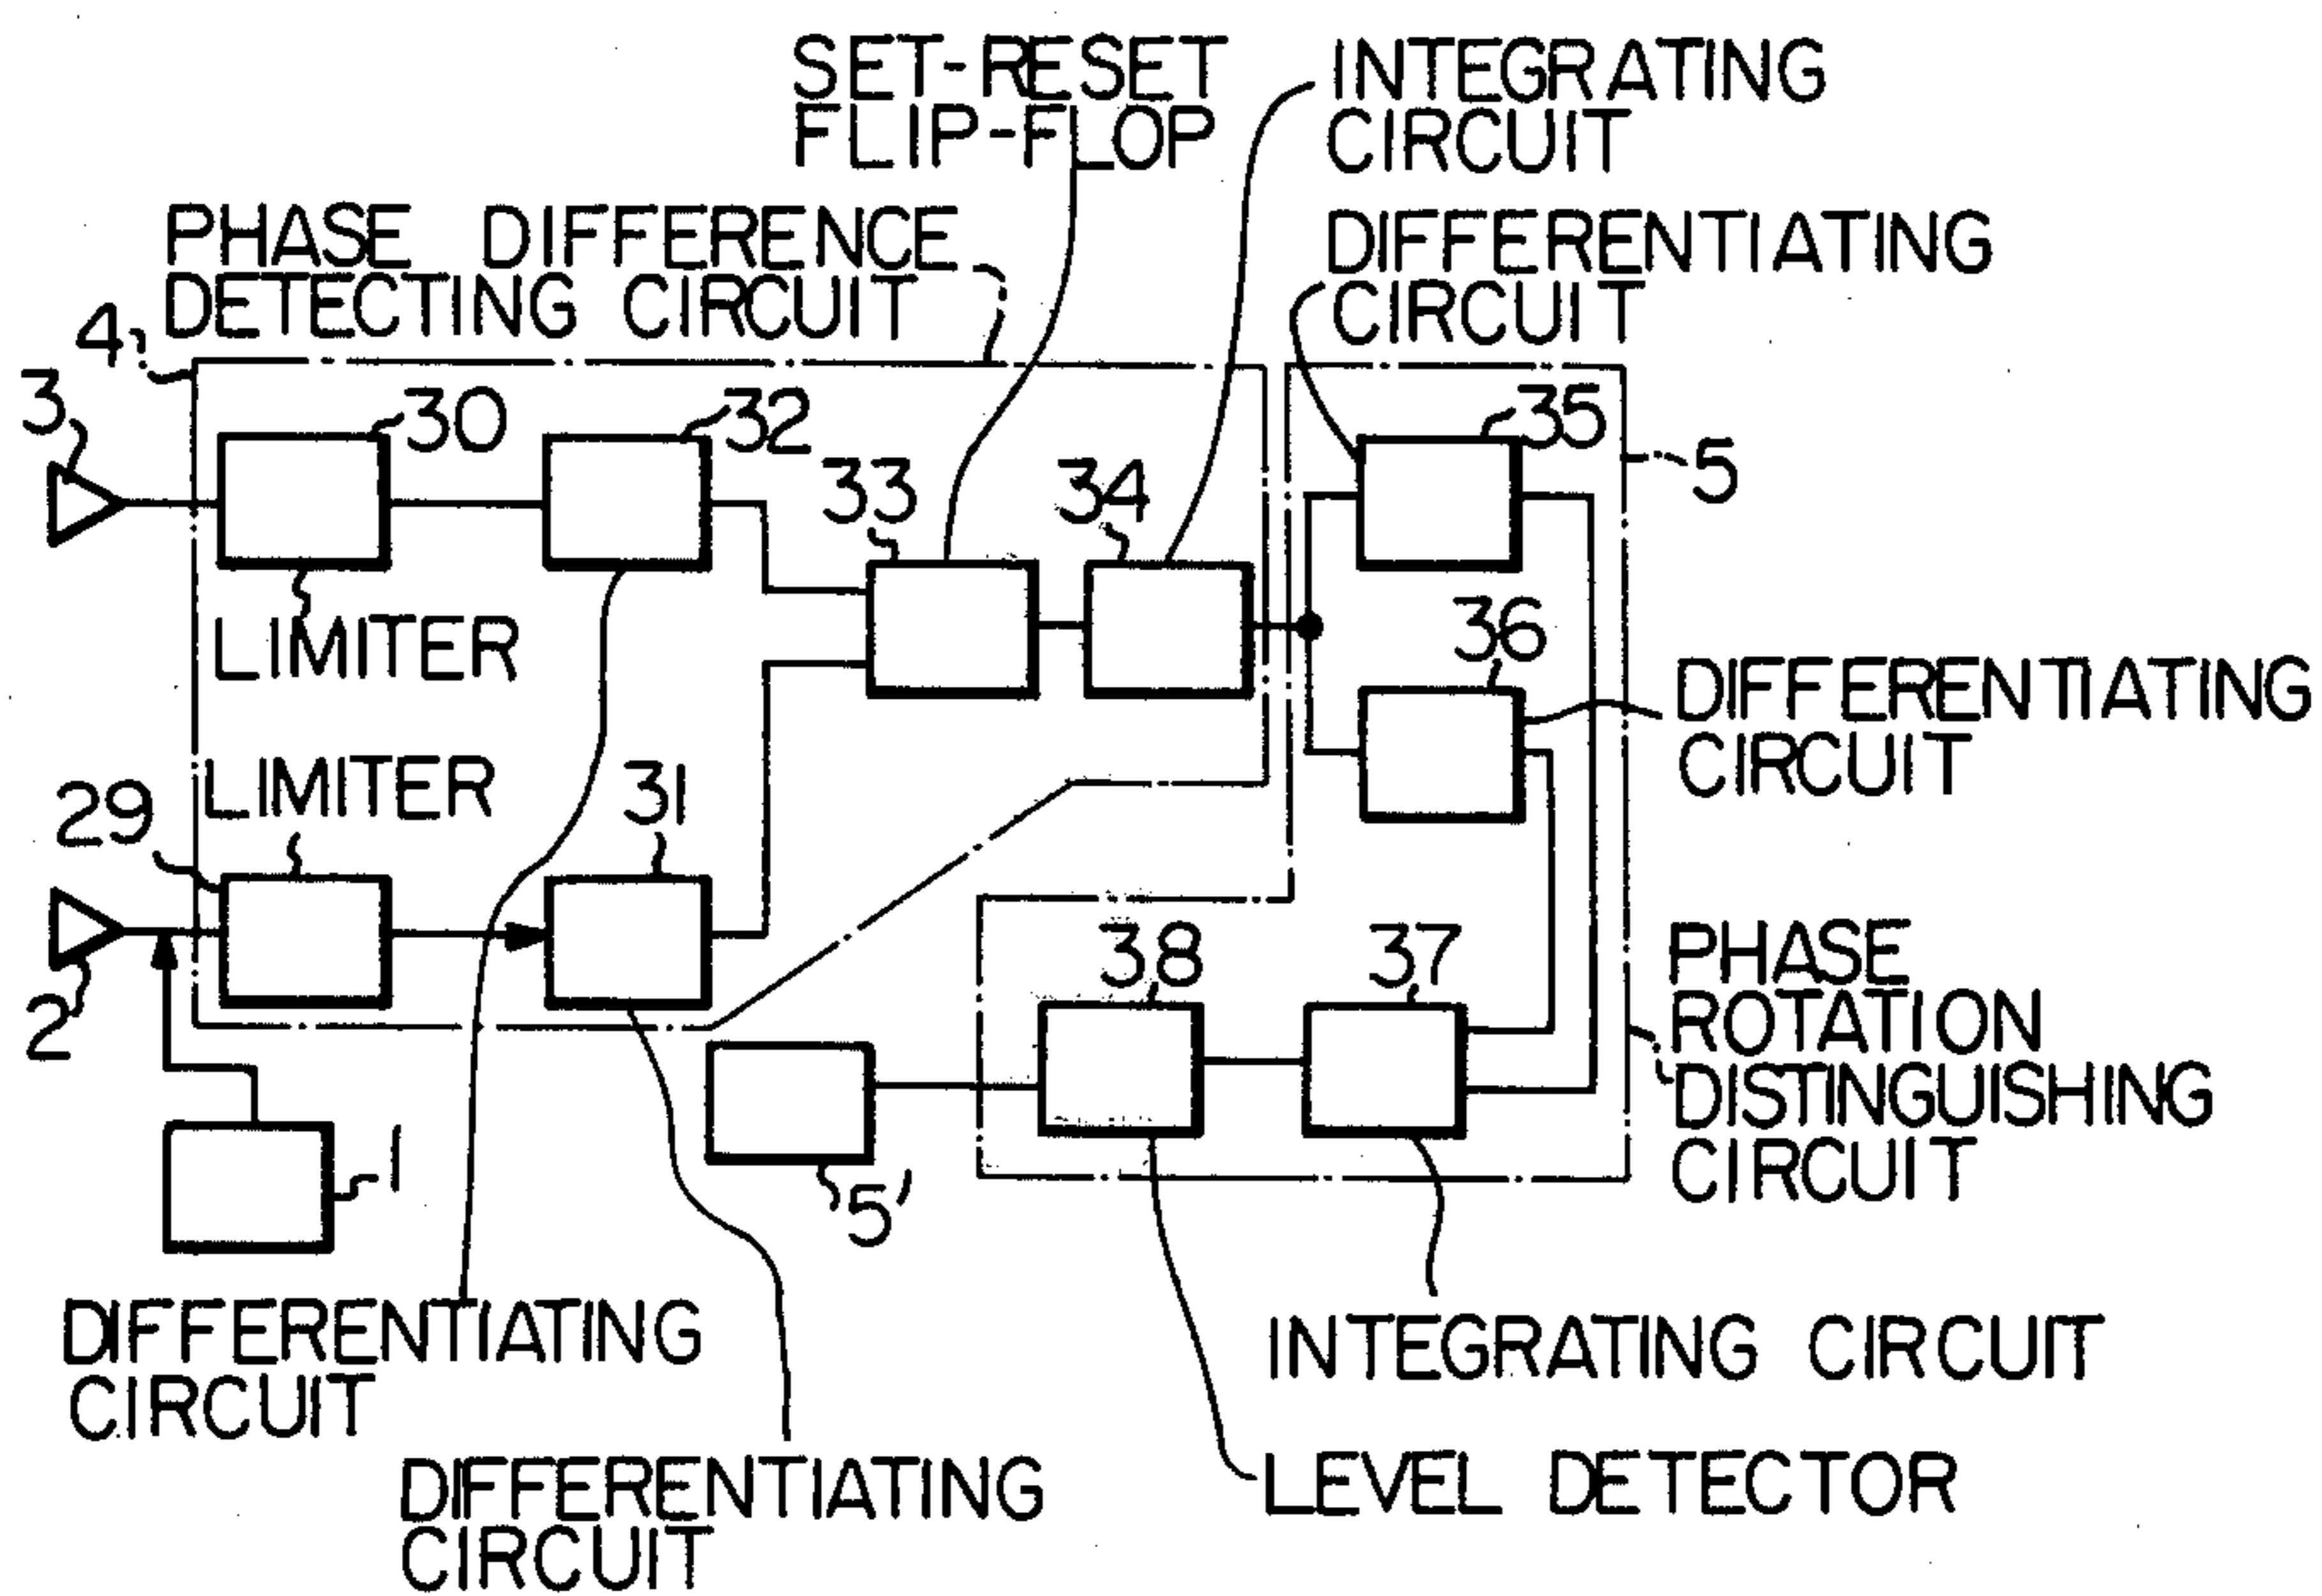 SET-RESET
FLIP-FLOP
INTEGRATING
CIRCUIT
PHASE DIFFERENCE
DETECTING CIRCUIT
DIFFERENTIATING
CIRCUIT
4
3
30
32
35
5
33
34
LIMITER
36
DIFFERENTIATING
CIRCUIT
LIMITER
29
31
2
38
37
PHASE
ROTATION
DISTINGUISHING
CIRCUIT
1
5'
DIFFERENTIATING
CIRCUIT
INTEGRATING CIRCUIT
DIFFERENTIATING
CIRCUIT
LEVEL DETECTOR